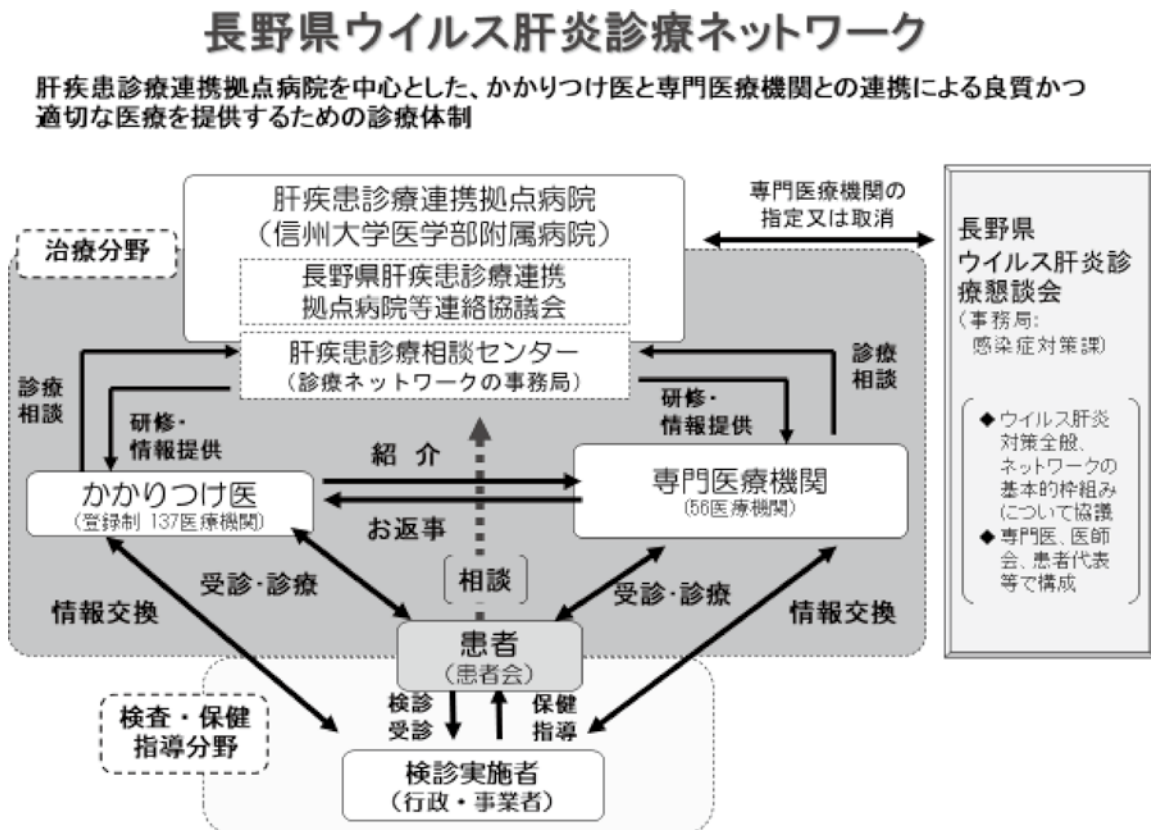 長野県ウイルス肝炎診療ネットワーク
肝疾患診療連携拠点病院を中心とした、かかりつけ医と専門医療機関との連携による良質かつ
適切な医療を提供するための診療体制
肝疾患診療連携拠点病院
（信州大学医学部附属病院）
専門医療機関の
指定又は取消
治療分野
長野県肝疾患診療連携
拠点病院等連絡協議会
肝疾患診療相談センター
（診療ネットワークの事務局）
診療
相談
研修・
情報提供
診療
相談
研修・
情報提供
紹 介
お返事
かかりつけ医
（登録制 137医療機関）
専門医療機関
（56医療機関）
受診・診療
［相談］
受診・診療
情報交換
情報交換
患者
（患者会）
検診
受診
保健
指導
検査・保健
指導分野
検診実施者
（行政・事業者）
長野県
ウイルス肝炎診
療懇談会
（事務局：
感染症対策課）
◆ウイルス肝炎
対策全般、
ネットワークの
基本的枠組み
について協議
◆専門医、医師
会、患者代表
等で構成